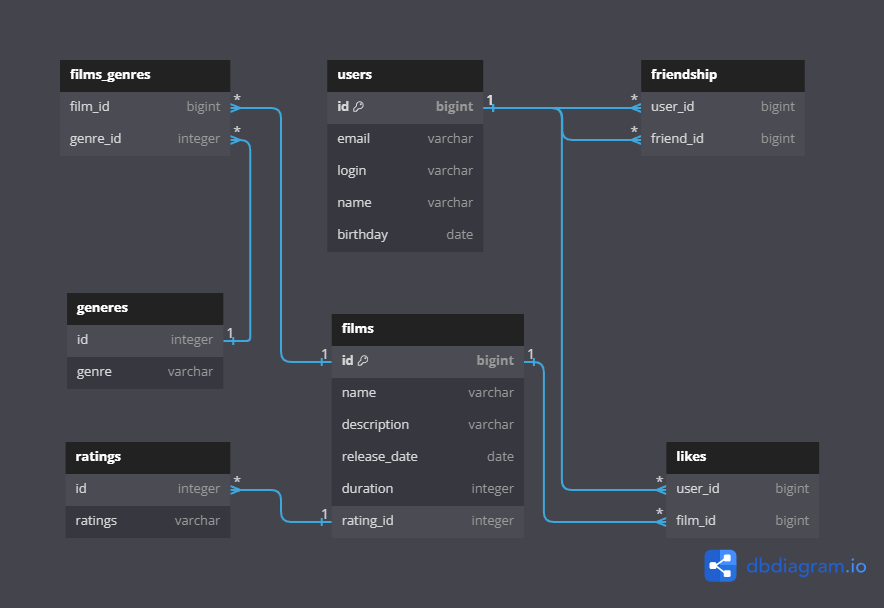 films_genres
film_id bigint
genre_id integer
users
id bigint
email varchar
login varchar
name varchar
birthday date
friendship
user_id bigint
friend_id bigint
generes
id integer
genre varchar
films
id bigint
name varchar
description varchar
release_date date
duration integer
rating_id integer
ratings
id integer
ratings varchar
likes
user_id bigint
film_id bigint
* * 1 * * 1 1 1 * 1 * *
dbdiagram.io